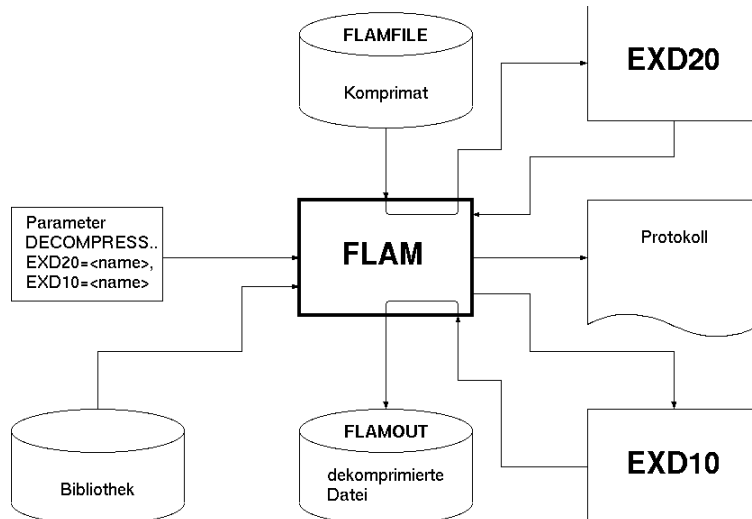 FLAMFILE
Komprimat
EXD20
Parameter
DECOMPRESS..
EXD20=<name>,
EXD10=<name>
FLAM
Protokoll
Bibliothek
FLAMOUT
dekomprimierte
Datei
EXD10